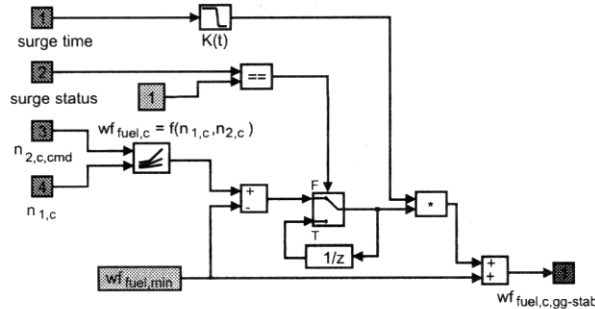 1
surge time
K(t)
2
surge status
==
1
3
wf fuel,c = f(n 1,c ,n 2,c )
n 2,c,cmd
4
n 1,c
+
-
F
T
*
1/z
wf fuel,min
+
+
1
wf fuel,c,gg-stab